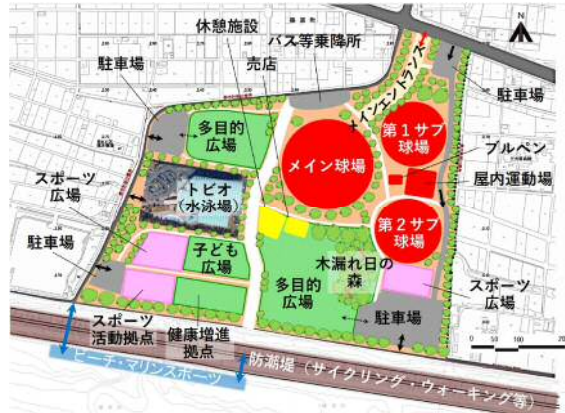 休憩施設
売店
バス等乗降所
N
駐車場
駐車場
メインエントランス
多目的
広場
メイン球場
第1サブ
球場
ブルペン
屋内運動場
スポーツ
広場
トビオ
(水泳場)
第2サブ
球場
駐車場
子ども
広場
木漏れ日の
森
多目的
広場
スポーツ
広場
駐車場
スポーツ
活動拠点
健康増進
拠点
ビーチ・マリンスポーツ
防潮堤(サイクリング・ウォーキング等)
0
50
100
150